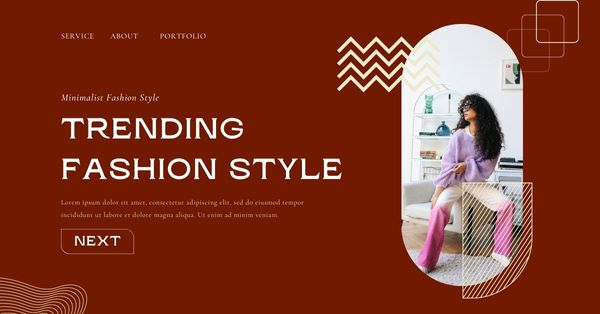 SERVICE ABOUT PORTFOLIO
Minimalist Fashion Style
TRENDING
FASHION STYLE
Lorem ipsum dolor sit amet, consectetur adipiscing elit, sed do eiusmod tempor
incididunt ut labore et dolore magna aliqua. Ut enim ad minim veniam.
NEXT